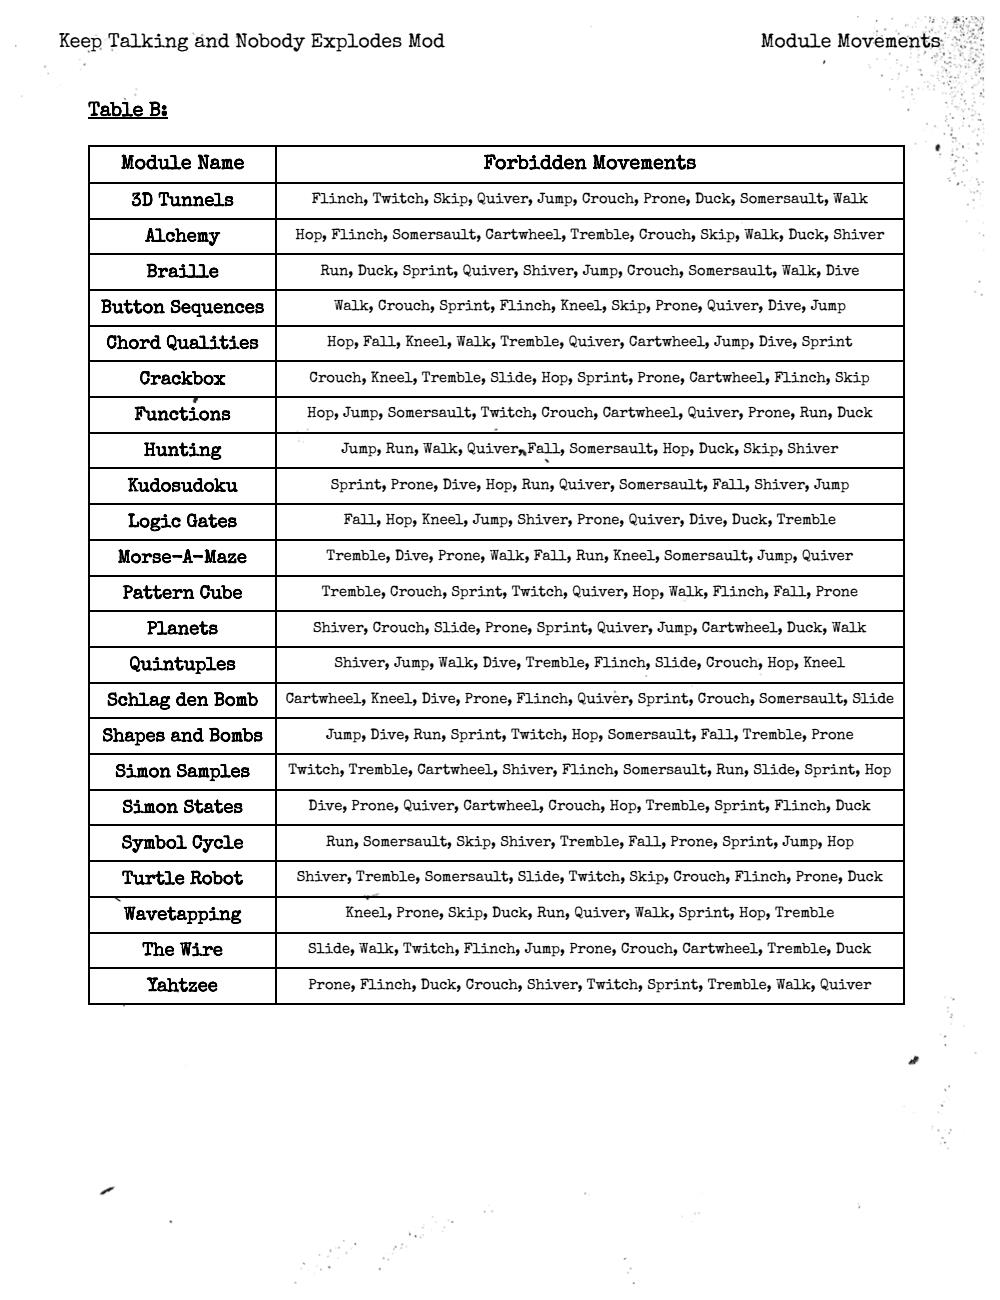 Keep Talking and Nobody Explodes Mod Module Movements
Table B:
Module Name Forbidden Movements
3D Tunnels Flinch, Twitch, Skip, Quiver, Jump, Crouch, Prone, Duck, Somersault, Walk
Alchemy Hop, Flinch, Somersault, Cartwheel, Tremble, Crouch, Skip, Walk, Duck, Shiver
Braille Run, Duck, Sprint, Quiver, Shiver, Jump, Crouch, Somersault, Walk, Dive
Button Sequences Walk, Crouch, Sprint, Flinch, Kneel, Skip, Prone, Quiver, Dive, Jump
Chord Qualities Hop, Fall, Kneel, Walk, Tremble, Quiver, Cartwheel, Jump, Dive, Sprint
Crackbox Crouch, Kneel, Tremble, Slide, Hop, Sprint, Prone, Cartwheel, Flinch, Skip
Functions Hop, Jump, Somersault, Twitch, Crouch, Cartwheel, Quiver, Prone, Run, Duck
Hunting Jump, Run, Walk, Quiver, Fall, Somersault, Hop, Duck, Skip, Shiver
Kudosudoku Sprint, Prone, Dive, Hop, Run, Quiver, Somersault, Fall, Shiver, Jump
Logic Gates Fall, Hop, Kneel, Jump, Shiver, Prone, Quiver, Dive, Duck, Tremble
Morse-A-Maze Tremble, Dive, Prone, Walk, Fall, Run, Kneel, Somersault, Jump, Quiver
Pattern Cube Tremble, Crouch, Sprint, Twitch, Quiver, Hop, Walk, Flinch, Fall, Prone
Planets Shiver, Crouch, Slide, Prone, Sprint, Quiver, Jump, Cartwheel, Duck, Walk
Quintuples Shiver, Jump, Walk, Dive, Tremble, Flinch, Slide, Crouch, Hop, Kneel
Schlag den Bomb Cartwheel, Kneel, Dive, Prone, Flinch, Quiver, Sprint, Crouch, Somersault, Slide
Shapes and Bombs Jump, Dive, Run, Sprint, Twitch, Hop, Somersault, Fall, Tremble, Prone
Simon Samples Twitch, Tremble, Cartwheel, Shiver, Flinch, Somersault, Run, Slide, Sprint, Hop
Simon States Dive, Prone, Quiver, Cartwheel, Crouch, Hop, Tremble, Sprint, Flinch, Duck
Symbol Cycle Run, Somersault, Skip, Shiver, Tremble, Fall, Prone, Sprint, Jump, Hop
Turtle Robot Shiver, Tremble, Somersault, Slide, Twitch, Skip, Crouch, Flinch, Prone, Duck
Wavetapping Kneel, Prone, Skip, Duck, Run, Quiver, Walk, Sprint, Hop, Tremble
The Wire Slide, Walk, Twitch, Flinch, Jump, Prone, Crouch, Cartwheel, Tremble, Duck
Yahtzee Prone, Flinch, Duck, Crouch, Shiver, Twitch, Sprint, Tremble, Walk, Quiver